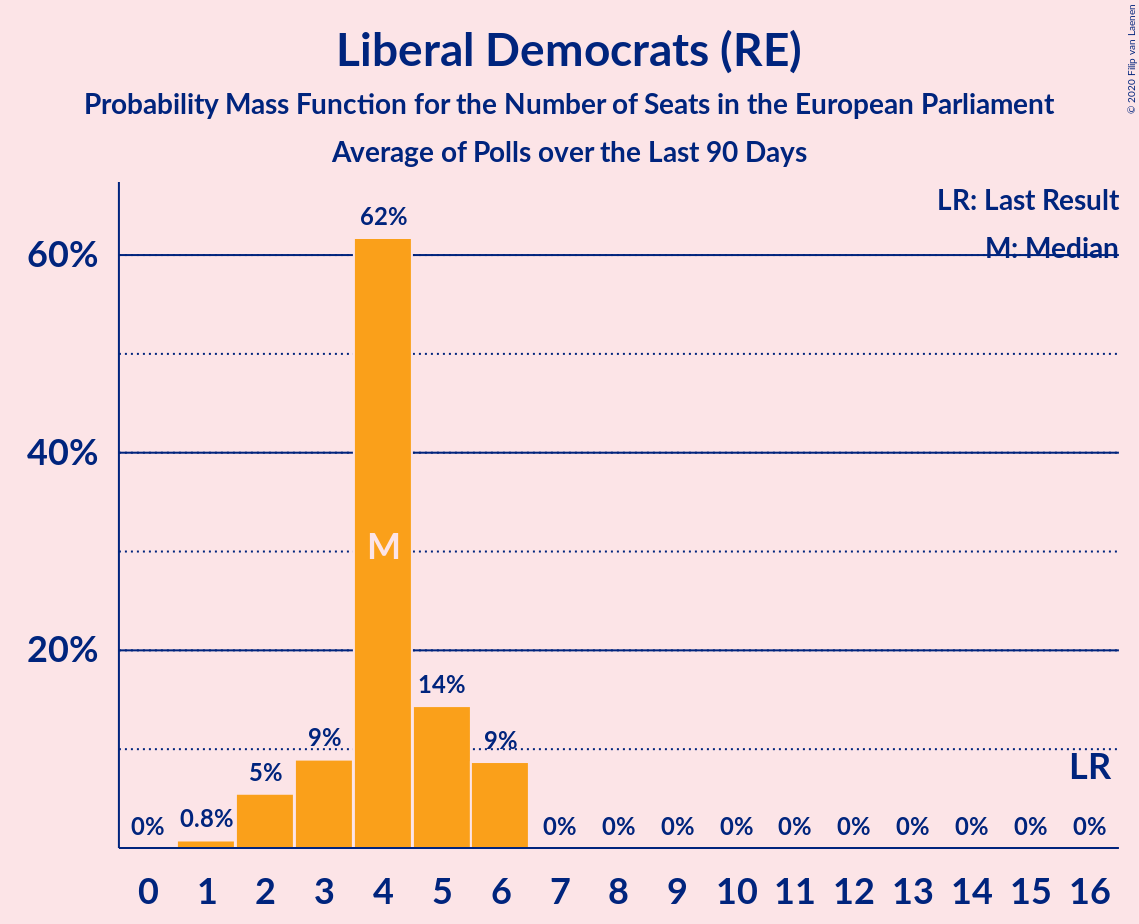 Liberal Democrats (RE)
Probability Mass Function for the Number of Seats in the European Parliament
Average of Polls over the Last 90 Days
© 2020 Filip van Laenen
LR: Last Result
M: Median
60%
40%
20%
0% 0.8% 5% 9% 62% 14% 9% 0% 0% 0% 0% 0% 0% 0% 0% 0% 0%
M
LR
0 1 2 3 4 5 6 7 8 9 10 11 12 13 14 15 16